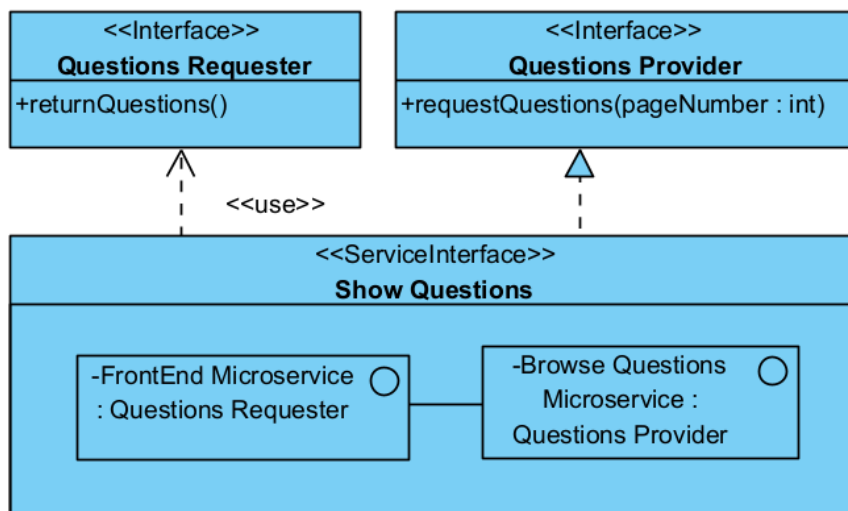 <<Interface>>
Questions Requester
+returnQuestions()
<<Interface>>
Questions Provider
+requestQuestions(pageNumber : int)
<<use>>
<<ServiceInterface>>
Show Questions
-FrontEnd Microservice
: Questions Requester
-Browse Questions
Microservice :
Questions Provider